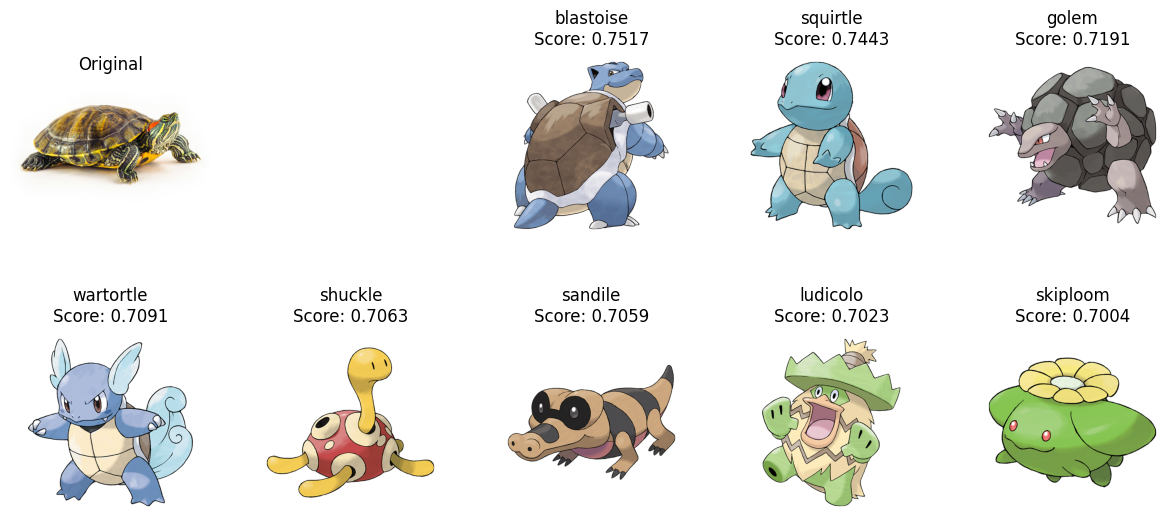 Original
blastoise
Score: 0.7517
squirtle
Score: 0.7443
golem
Score: 0.7191
wartortle
Score: 0.7091
shuckle
Score: 0.7063
sandile
Score: 0.7059
ludicolo
Score: 0.7023
skiploom
Score: 0.7004